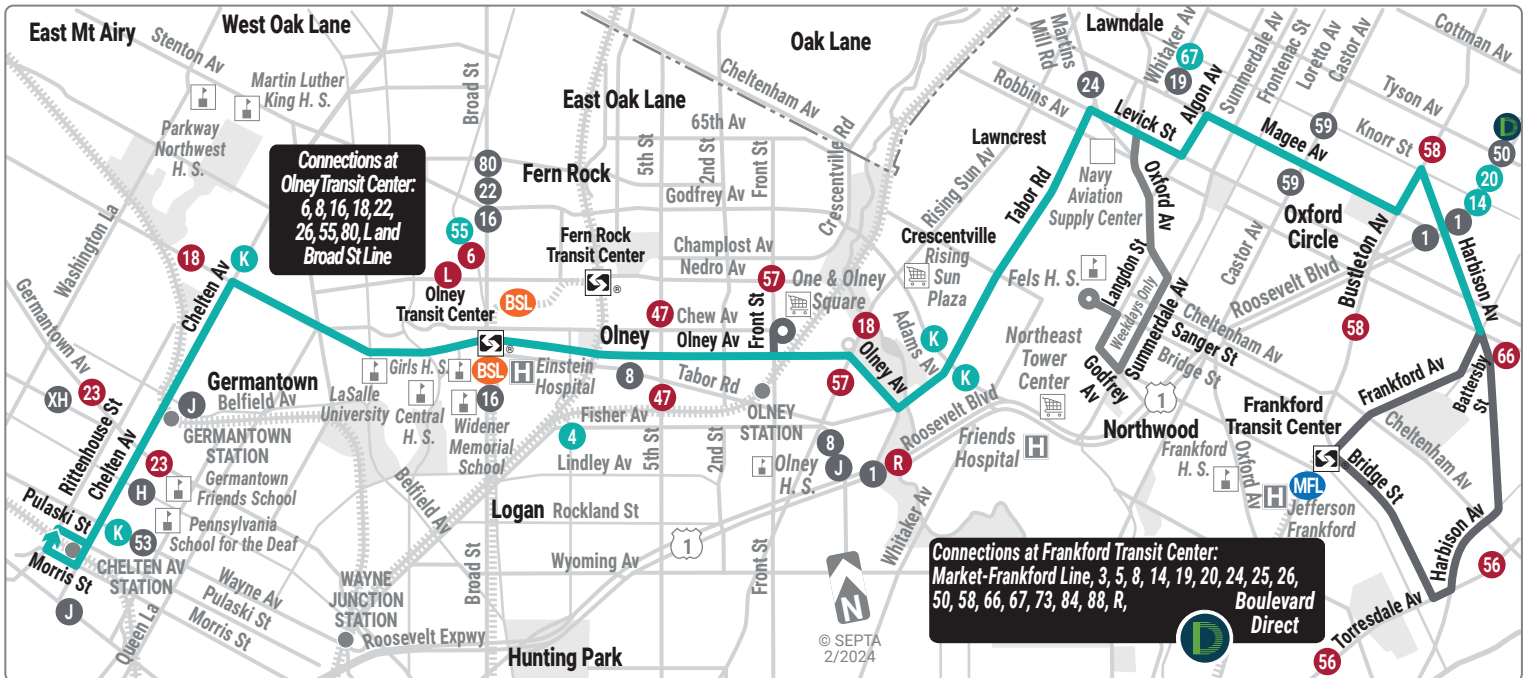 East Mt Airy
West Oak Lane
Stenton Av
Martin Luther
King H. S.
Parkway
Northwest
H. S.
Broad St
Oak Lane
Cheltenham Av
East Oak Lane
65th Av
5th St
2nd St
Front St
Godfrey Av
Crescentville Rd
Lawndale
Martins
Mill Rd
Whitaker Av
67
19
Algon Av
Summerdale Av
Frontenac St
Loretto Av
Castor Av
Cottman Av
Tyson Av
Robbins Av
24
Levick St
Magee Av
59
Knorr St
58
D
50
20
14
1
Connections at
Olney Transit Center:
6, 8, 16, 18, 22,
26, 55, 80, L and
Broad St Line
80
22
16
55
6
L
Fern Rock
Olney
Transit Center
BSL
Fern Rock
Transit Center
®
Champlost Av
Nedro Av
57
One & Olney
Square
Lawncrest
Rising Sun Av
Tabor Rd
Crescentville
Rising
Sun
Plaza
Navy
Aviation
Supply Center
Oxford Av
59
Oxford
Circle
Castor Av
Roosevelt Blvd
1
Bustleton Av
58
Harbison Av
Washington La
18
K
Chelten Av
Germantown Av
47
Chew Av
Olney
Olney Av
Front St
18
Olney Av
57
Adams Av
K
K
Fels H. S.
Langdon St
Weekdays Only
Summerdale Av
Godfrey
Av
Sanger St
Cheltenham Av
Bridge St
1
66
Battersby
St
Frankford Av
Cheltenham Av
Germantown
Belfield Av
J
GERMANTOWN
STATION
LaSalle
University
Girls H. S.
Central
H. S.
®
BSL
16
Widener
Memorial
School
Einstein
Hospital
8
Tabor Rd
47
Fisher Av
4
Lindley Av
5th St
2nd St
OLNEY
STATION
Olney
H. S.
8
J
1
R
Roosevelt Blvd
Northeast
Tower
Center
Friends
Hospital
Northwood
Frankford
Transit Center
®
Frankford
H. S.
Oxford Av
MFL
Jefferson
Frankford
Bridge St
Harbison Av
56
Torresdale Av
56
XH
23
Rittenhouse St
Chelten Av
23
H
Germantown
Friends School
Pennsylvania
School for the Deaf
Pulaski St
K
53
CHELTEN AV
STATION
Morris St
J
Queen La
Wayne Av
Pulaski St
Morris St
WAYNE
JUNCTION
STATION
Belfield Av
Logan
Rockland St
Wyoming Av
Broad St
Front St
1
Whitaker Av
Roosevelt Expwy
Hunting Park
N
© SEPTA
2/2024
Connections at Frankford Transit Center:
Market-Frankford Line, 3, 5, 8, 14, 19, 20, 24, 25, 26,
50, 58, 66, 67, 73, 84, 88, R, Boulevard
Direct
D